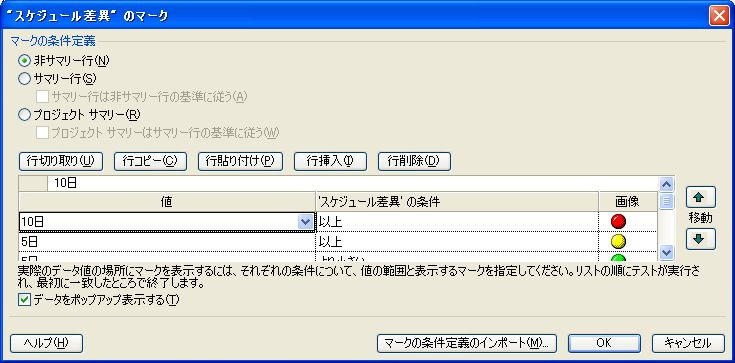 "スケジュール差異" のマーク
マークの条件定義
非サマリー行(N)
サマリー行(S)
サマリー行は非サマリー行の基準に従う(A)
プロジェクト サマリー(R)
プロジェクト サマリーはサマリー行の基準に従う(W)
行切り取り(U) 行コピー(C) 行貼り付け(P) 行挿入(I) 行削除(D)
10日
値 'スケジュール差異' の条件 画像
10日 以上
移動
5日 以上
5日 より小さい
実際のデータ値の場所にマークを表示するには、それぞれの条件について、値の範囲と表示するマークを指定してください。リストの順にテストが実行さ
れ、最初に一致したところで終了します。
データをポップアップ表示する(T)
ヘルプ(H) マークの条件定義のインポート(M)... OK キャンセル